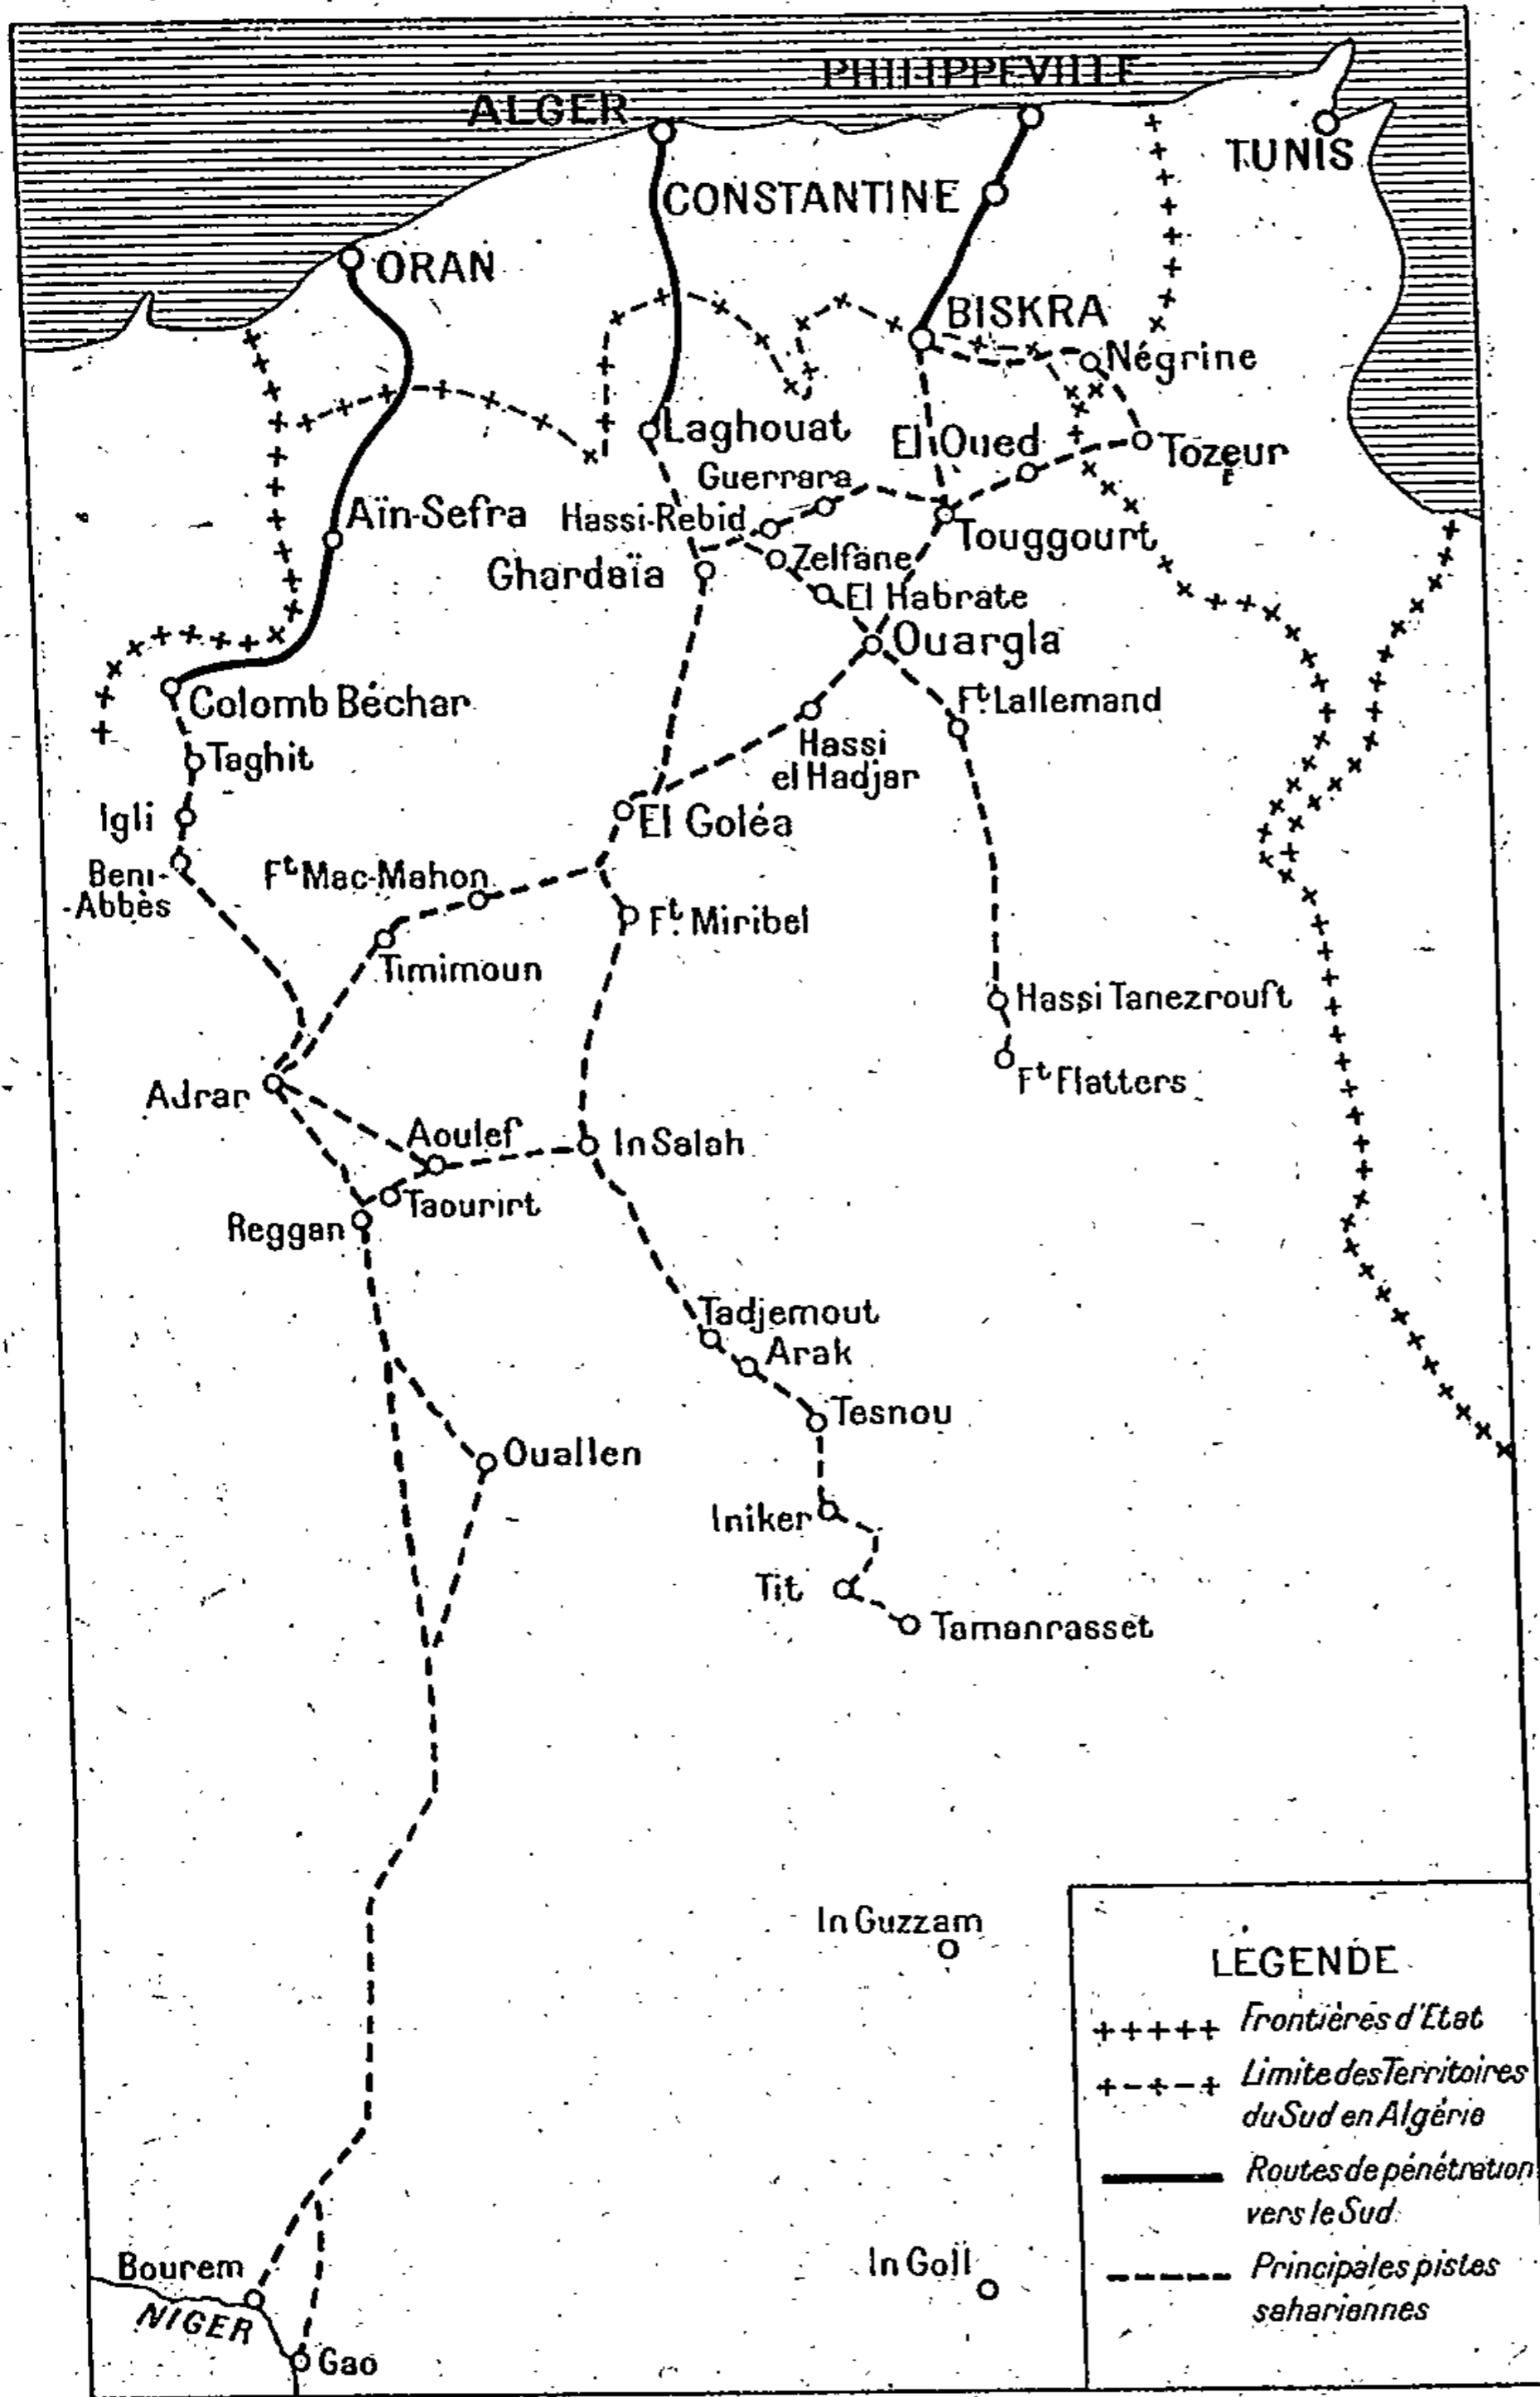 PHILIPPEVILLE
ALGER
TUNIS
CONSTANTINE
ORAN
BISKRA
Négrine
Laghouat
El Oued
Tozeur
Guerrara
Aïn-Sefra
Hassi-Rebid
Touggourt
Zelfane
Ghardaïa
El Habrate
Ouargla
Colomb Béchar
Ft. Lallemand
Taghit
Hassi
el Hadjar
Igli
El Goléa
Beni-
-Abbès
Ft Mac-Mahon
Ft. Miribel
Timimoun
Hassi Tanezrouft
Ft Flatters
Adrar
Aoulef
In Salah
Taourirt
Reggan
Tadjemout
Arak
Tesnou
Ouallen
Iniker
Tit
Tamanrasset
In Guzzam
In Goll
Bourem
NIGER
Gao
LÉGENDE
Frontières d'Etat
Limite des Territoires
du Sud en Algérie
Routes de pénétration
vers le Sud
Principales pistes
sahariennes